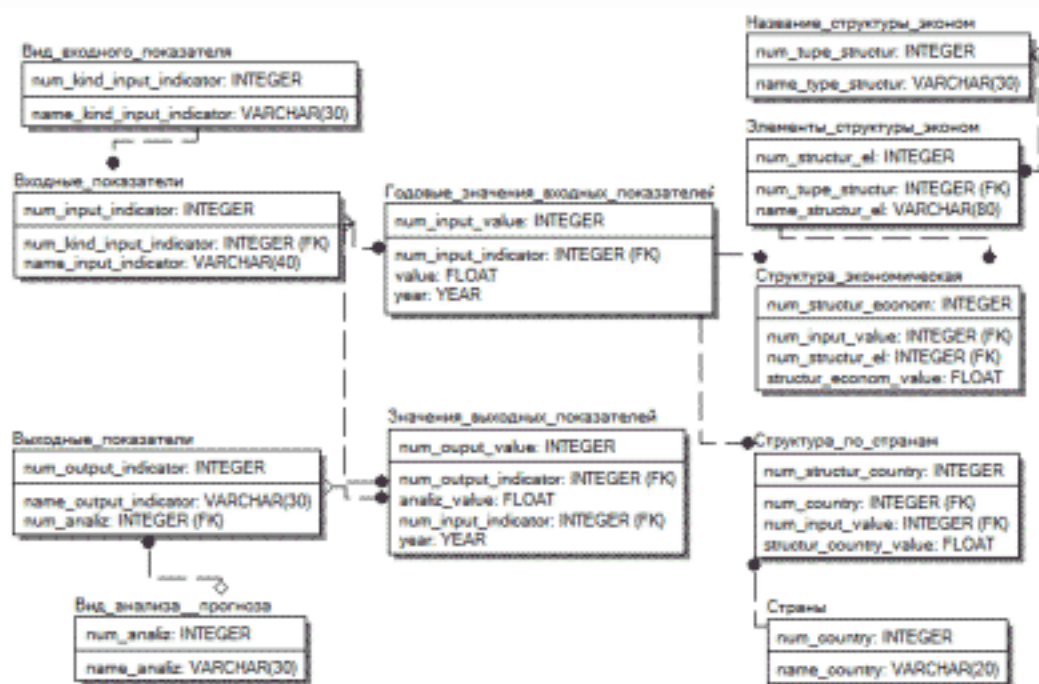 Вид_входного_показателя
num_kind_input_indicator: INTEGER
name_kind_input_indicator: VARCHAR(30)
Входные_показатели
num_input_indicator: INTEGER
num_kind_input_indicator: INTEGER (FK)
name_input_indicator: VARCHAR(40)
Годовые_значения_входных_показателей
num_input_value: INTEGER
num_input_indicator: INTEGER (FK)
value: FLOAT
year: YEAR
Название_структуры_эконом
num_tupe_structur: INTEGER
name_type_structur: VARCHAR(30)
Элементы_структуры_эконом
num_structur_el: INTEGER
num_tupe_structur: INTEGER (FK)
name_structur_el: VARCHAR(80)
Структура_экономическая
num_structur_econom: INTEGER
num_input_value: INTEGER (FK)
num_structur_el: INTEGER (FK)
structur_econom_value: FLOAT
Выходные_показатели
num_output_indicator: INTEGER
name_output_indicator: VARCHAR(30)
num_analiz: INTEGER (FK)
Значения_выходных_показателей
num_ouput_value: INTEGER
num_output_indicator: INTEGER (FK)
analiz_value: FLOAT
num_input_indicator: INTEGER (FK)
year: YEAR
Структура_по_странам
num_structur_country: INTEGER
num_country: INTEGER (FK)
num_input_value: INTEGER (FK)
structur_country_value: FLOAT
Вид_анализа__прогноза
num_analiz: INTEGER
name_analiz: VARCHAR(30)
Страны
num_country: INTEGER
name_country: VARCHAR(20)